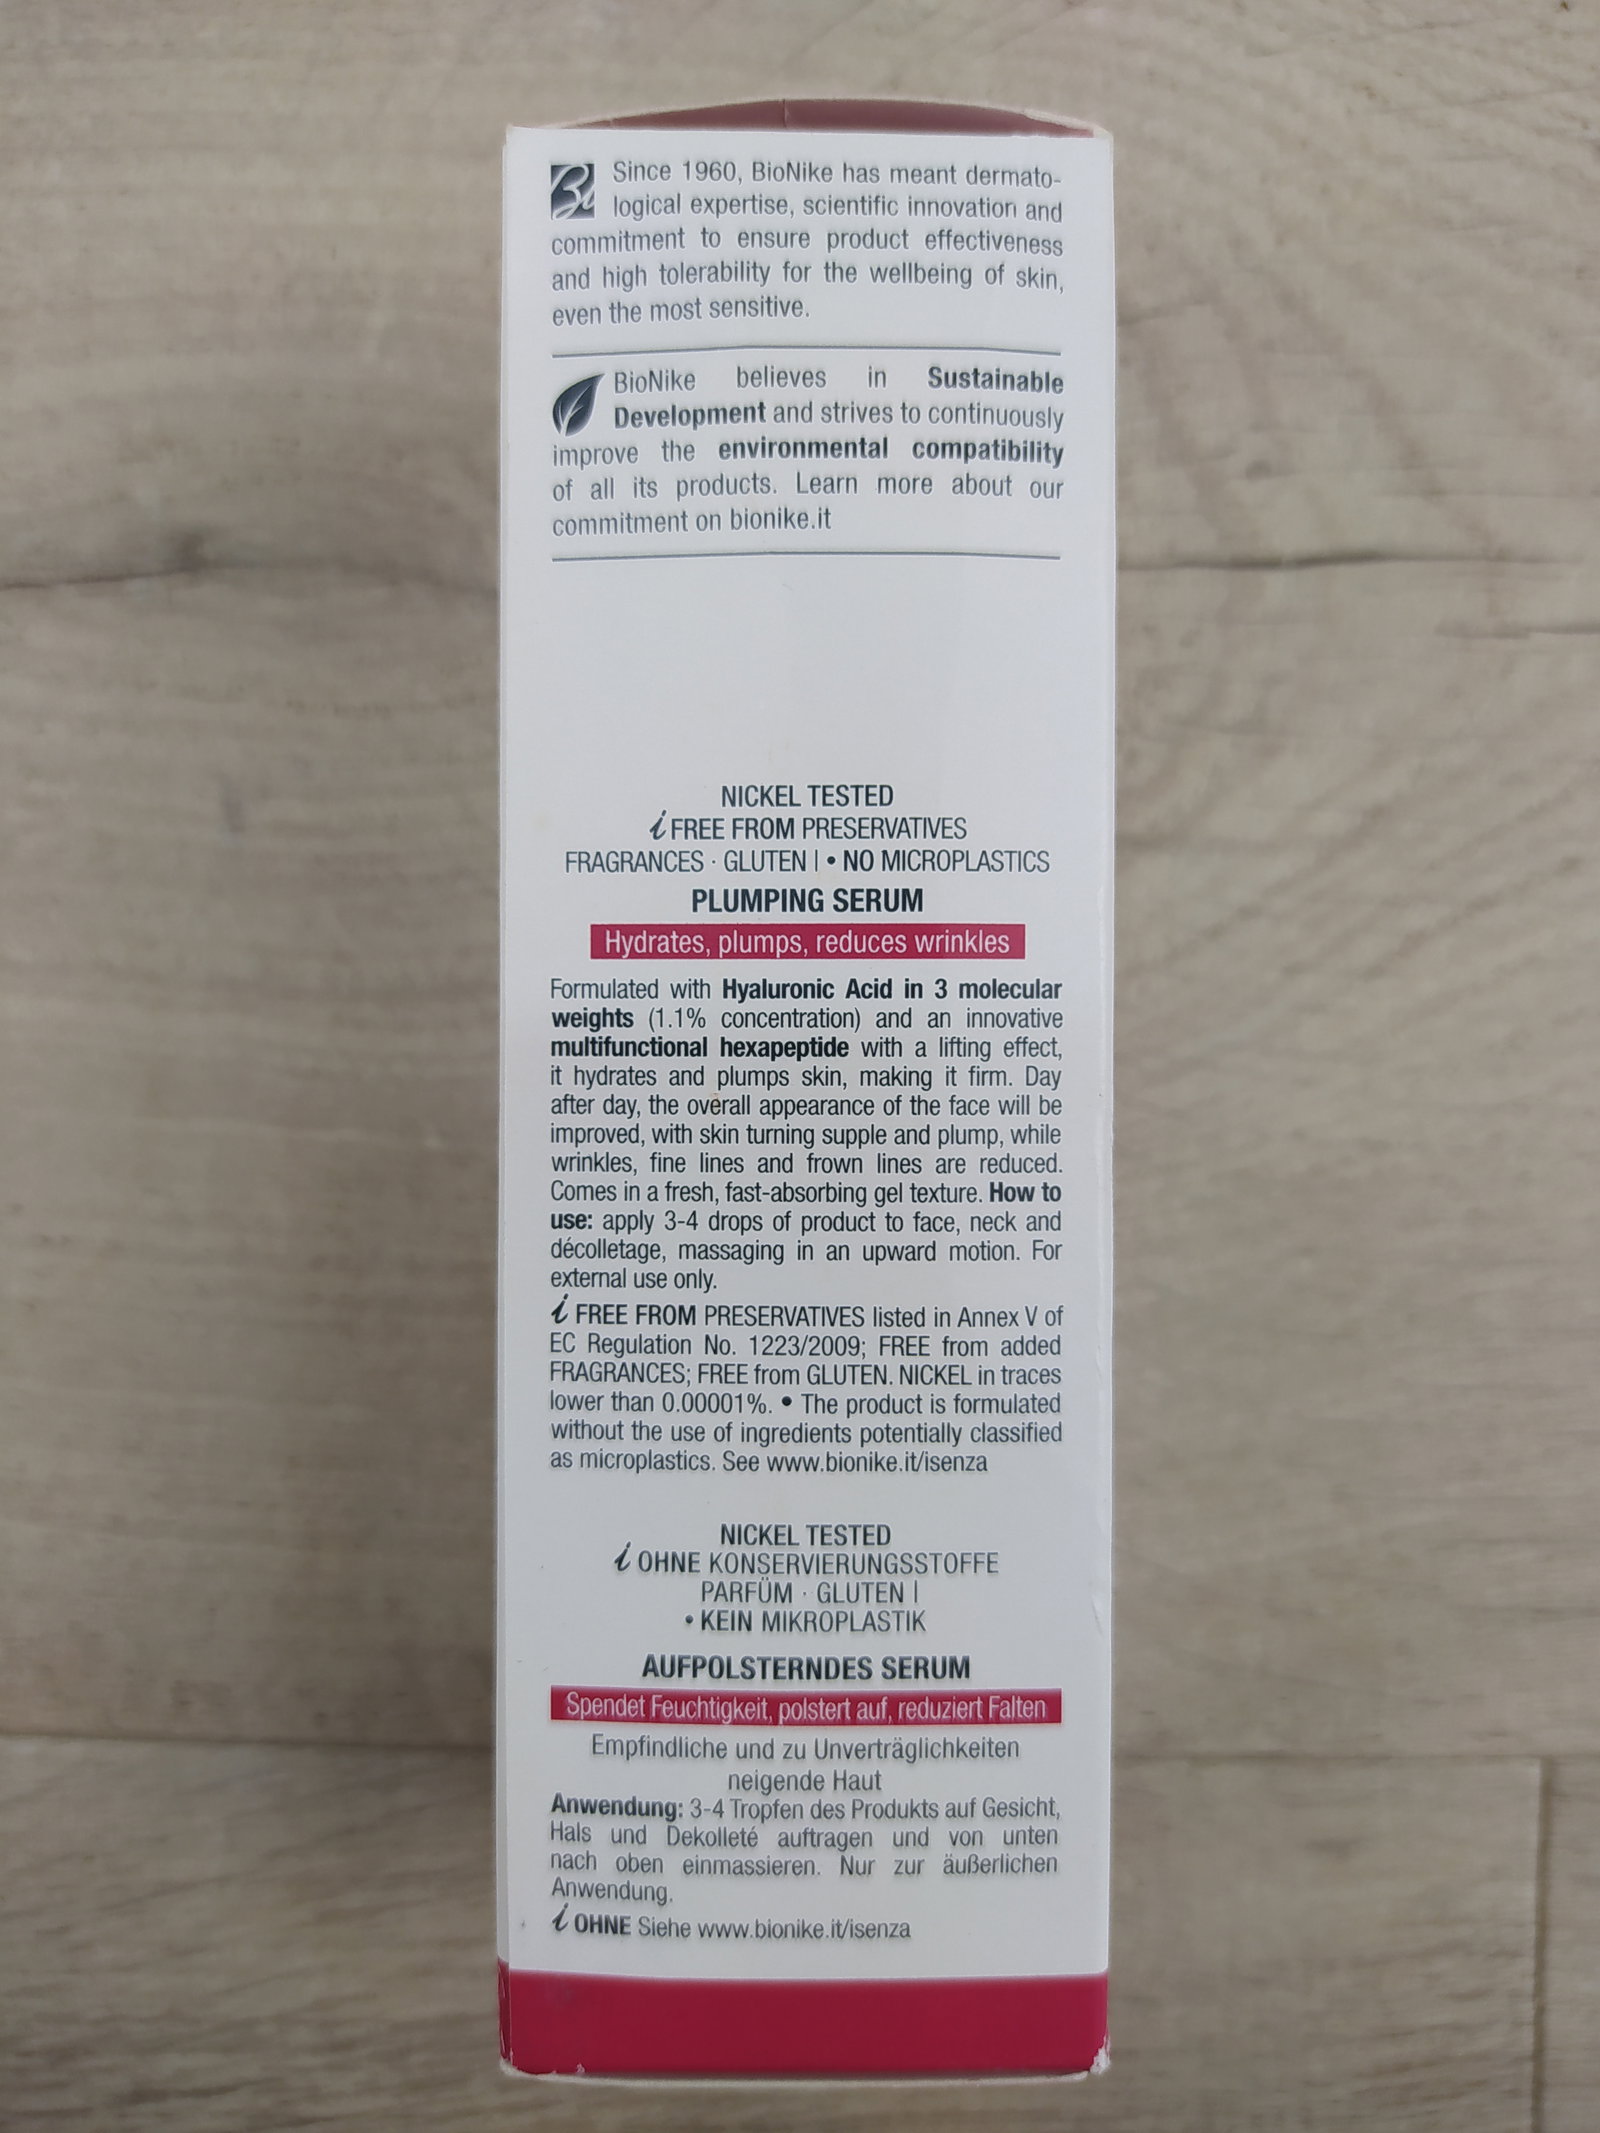 Bi
Since 1960, BioNike has meant dermato-
logical expertise, scientific innovation and
commitment to ensure product effectiveness
and high tolerability for the wellbeing of skin,
even the most sensitive.
BioNike believes in Sustainable
Development and strives to continuously
improve the environmental compatibility
of all its products. Learn more about our
commitment on bionike.it
NICKEL TESTED
i FREE FROM PRESERVATIVES
FRAGRANCES · GLUTEN | • NO MICROPLASTICS
PLUMPING SERUM
Hydrates, plumps, reduces wrinkles
Formulated with Hyaluronic Acid in 3 molecular
weights (1.1% concentration) and an innovative
multifunctional hexapeptide with a lifting effect,
it hydrates and plumps skin, making it firm. Day
after day, the overall appearance of the face will be
improved, with skin turning supple and plump, while
wrinkles, fine lines and frown lines are reduced.
Comes in a fresh, fast-absorbing gel texture. How to
use: apply 3-4 drops of product to face, neck and
décolletage, massaging in an upward motion. For
external use only.
i FREE FROM PRESERVATIVES listed in Annex V of
EC Regulation No. 1223/2009; FREE from added
FRAGRANCES; FREE from GLUTEN. NICKEL in traces
lower than 0.00001%. • The product is formulated
without the use of ingredients potentially classified
as microplastics. See www.bionike.it/isenza
NICKEL TESTED
i OHNE KONSERVIERUNGSSTOFFE
PARFÜM · GLUTEN |
• KEIN MIKROPLASTIK
AUFPOLSTERNDES SERUM
Spendet Feuchtigkeit, polstert auf, reduziert Falten
Empfindliche und zu Unverträglichkeiten
neigende Haut
Anwendung: 3-4 Tropfen des Produkts auf Gesicht,
Hals und Dekolleté auftragen und von unten
nach oben einmassieren. Nur zur äußerlichen
Anwendung.
i OHNE Siehe www.bionike.it/isenza